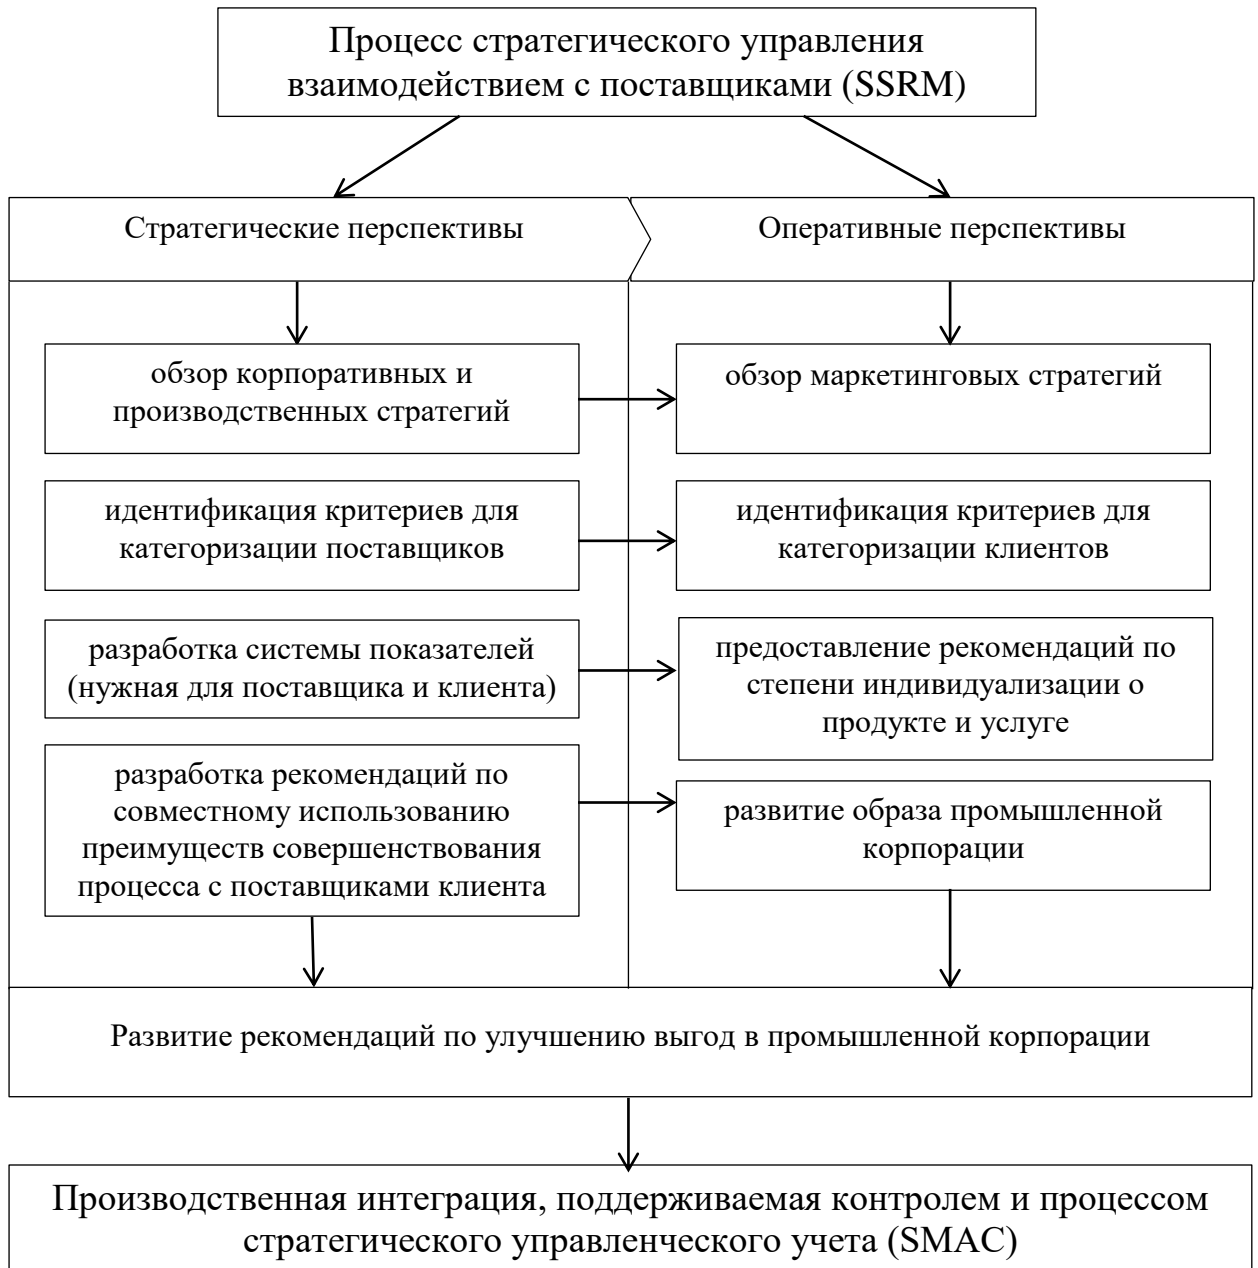 Процесс стратегического управления
взаимодействием с поставщиками (SSRM)
Стратегические перспективы
Оперативные перспективы
обзор корпоративных и
производственных стратегий
обзор маркетинговых стратегий
идентификация критериев для
категоризации поставщиков
идентификация критериев для
категоризации клиентов
разработка системы показателей
(нужная для поставщика и клиента)
предоставление рекомендаций по
степени индивидуализации о
продукте и услуге
разработка рекомендаций по
совместному использованию
преимуществ совершенствования
процесса с поставщиками клиента
развитие образа промышленной
корпорации
Развитие рекомендаций по улучшению выгод в промышленной корпорации
Производственная интеграция, поддерживаемая контролем и процессом
стратегического управленческого учета (SMAC)